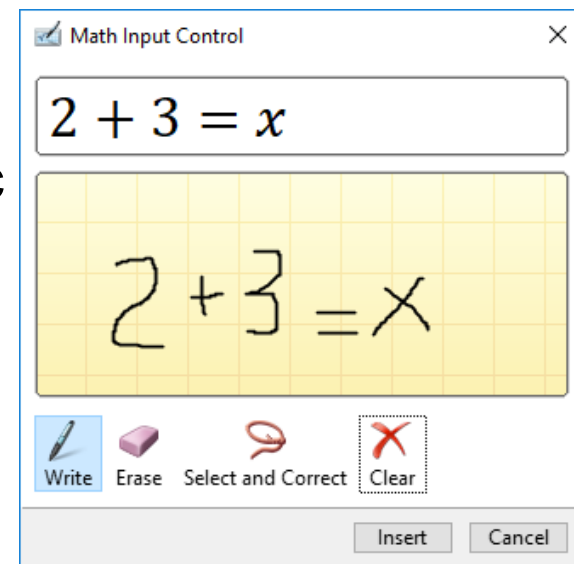 Math Input Control
2 + 3 = x
2 + 3 = x
Write Erase Select and Correct Clear
Insert Cancel